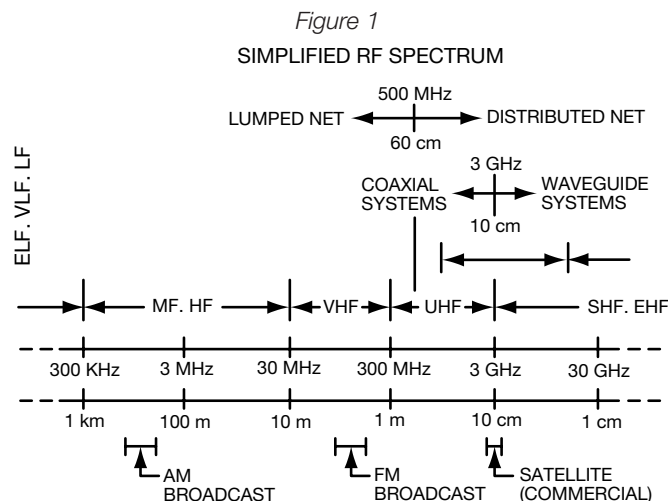 Figure 1
SIMPLIFIED RF SPECTRUM
500 MHz
LUMPED NET
DISTRIBUTED NET
60 cm
3 GHz
COAXIAL
SYSTEMS
WAVEGUIDE
SYSTEMS
10 cm
ELF. VLF. LF
MF. HF
VHF
UHF
SHF. EHF
300 KHz
3 MHz
30 MHz
300 MHz
3 GHz
30 GHz
1 km
100 m
10 m
1 m
10 cm
1 cm
AM
BROADCAST
FM
BROADCAST
SATELLITE
(COMMERCIAL)